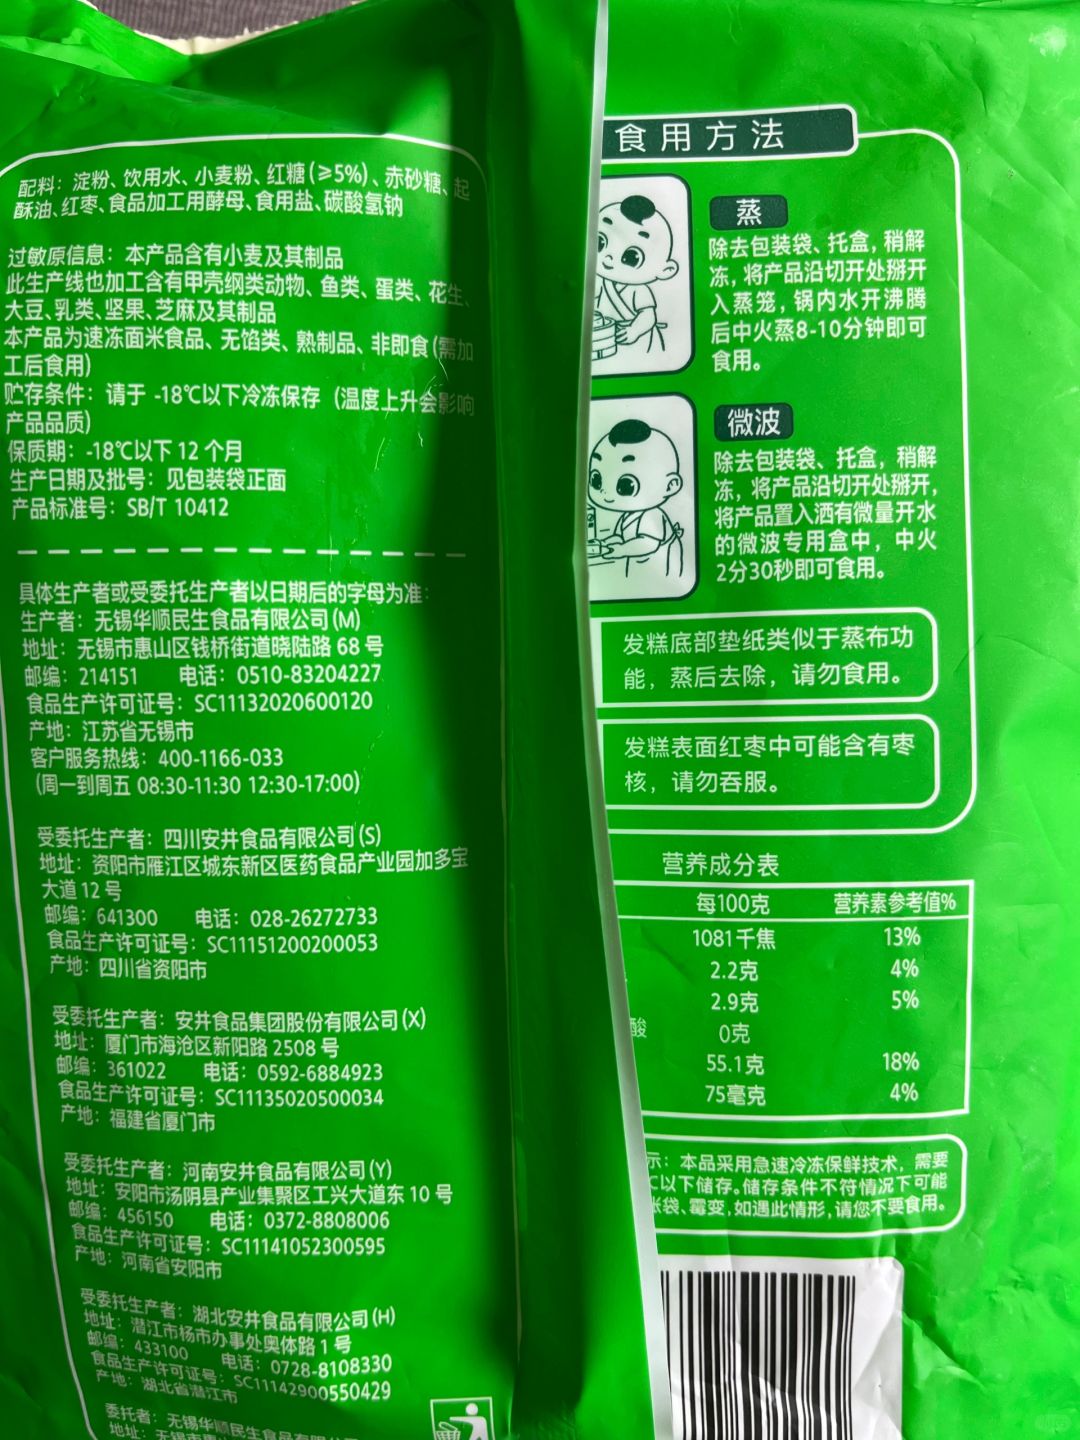 配料：淀粉、饮用水、小麦粉、红糖(≥5%)、赤砂糖、起
酥油、红枣、食品加工用酵母、食用盐、碳酸氢钠
过敏原信息：本产品含有小麦及其制品
此生产线也加工含有甲壳纲类动物、鱼类、蛋类、花生、
大豆、乳类、坚果、芝麻及其制品
本产品为速冻面米食品、无馅类、熟制品、非即食(需加
工后食用)
贮存条件：请于 -18℃以下冷冻保存（温度上升会影响
产品品质)
保质期：-18℃以下 12 个月
生产日期及批号：见包装袋正面
产品标准号：SB/T 10412
具体生产者或受委托生产者以日期后的字母为准：
生产者：无锡华顺民生食品有限公司(M)
地址：无锡市惠山区钱桥街道晓陆路 68 号
邮编：214151 电话：0510-83204227
食品生产许可证号：SC11132020600120
产地：江苏省无锡市
客户服务热线：400-1166-033
(周一到周五 08:30-11:30 12:30-17:00)
受委托生产者：四川安井食品有限公司(S)
地址：资阳市雁江区城东新区医药食品产业园加多宝
大道 12 号
邮编：641300 电话：028-26272733
食品生产许可证号：SC11151200200053
产地：四川省资阳市
受委托生产者：安井食品集团股份有限公司(X)
地址：厦门市海沧区新阳路 2508 号
邮编：361022 电话：0592-6884923
食品生产许可证号：SC11135020500034
产地：福建省厦门市
受委托生产者：河南安井食品有限公司(Y)
地址：安阳市汤阴县产业集聚区工兴大道东 10 号
邮编：456150 电话：0372-8808006
食品生产许可证号：SC11141052300595
产地：河南省安阳市
受委托生产者：湖北安井食品有限公司(H)
地址：潜江市杨市办事处奥体路 1 号
邮编：433100 电话：0728-8108330
食品生产许可证号：SC11142900550429
产地：湖北省潜江市
委托者：无锡华顺民生食品有限公司
地址：无锡市惠山
食用方法
蒸
除去包装袋、托盒，稍解
冻，将产品沿切开处掰开
入蒸笼，锅内水开沸腾
后中火蒸8-10分钟即可
食用。
微波
除去包装袋、托盒，稍解
冻，将产品沿切开处掰开，
将产品置入洒有微量开水
的微波专用盒中，中火
2分30秒即可食用。
发糕底部垫纸类似于蒸布功
能，蒸后去除，请勿食用。
发糕表面红枣中可能含有枣
核，请勿吞服。
营养成分表
每100克 营养素参考值%
1081千焦 13%
2.2克 4%
2.9克 5%
酸 0克
55.1克 18%
75毫克 4%
示：本品采用急速冷冻保鲜技术，需要
℃以下储存。储存条件不符情况下可能
胀袋、霉变，如遇此情形，请您不要食用。